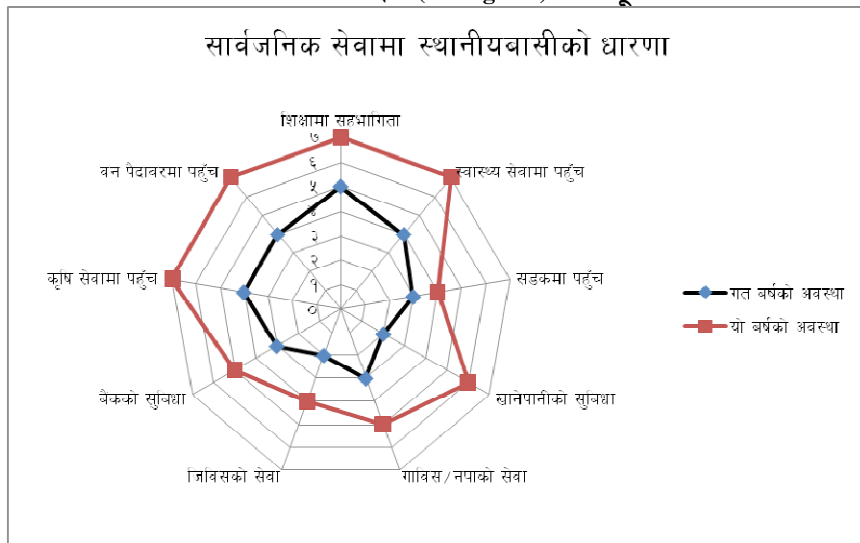 सार्वजनिक सेवामा स्थानीयबासीको धारणा
शिक्षामा सहभागिता
७
वन पैदावरमा पहुँच
स्वास्थ्य सेवामा पहुँच
६
५
४
३
कृषि सेवामा पहुँच
सडकमा पहुँच
२
१
०
गत बर्षको अवस्था
यो बर्षको अवस्था
बैंकको सुबिधा
खानेपानीको सुबिधा
जिविसको सेवा
गाविस/नपाको सेवा